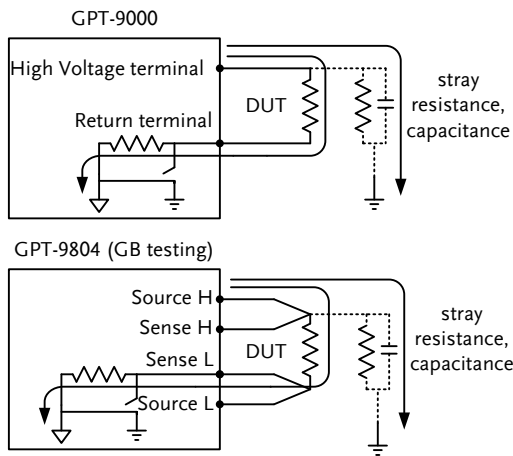 GPT-9000
High Voltage terminal
DUT
Return terminal
stray
resistance,
capacitance
GPT-9804 (GB testing)
Source H
Sense H
Sense L
DUT
Source L
stray
resistance,
capacitance